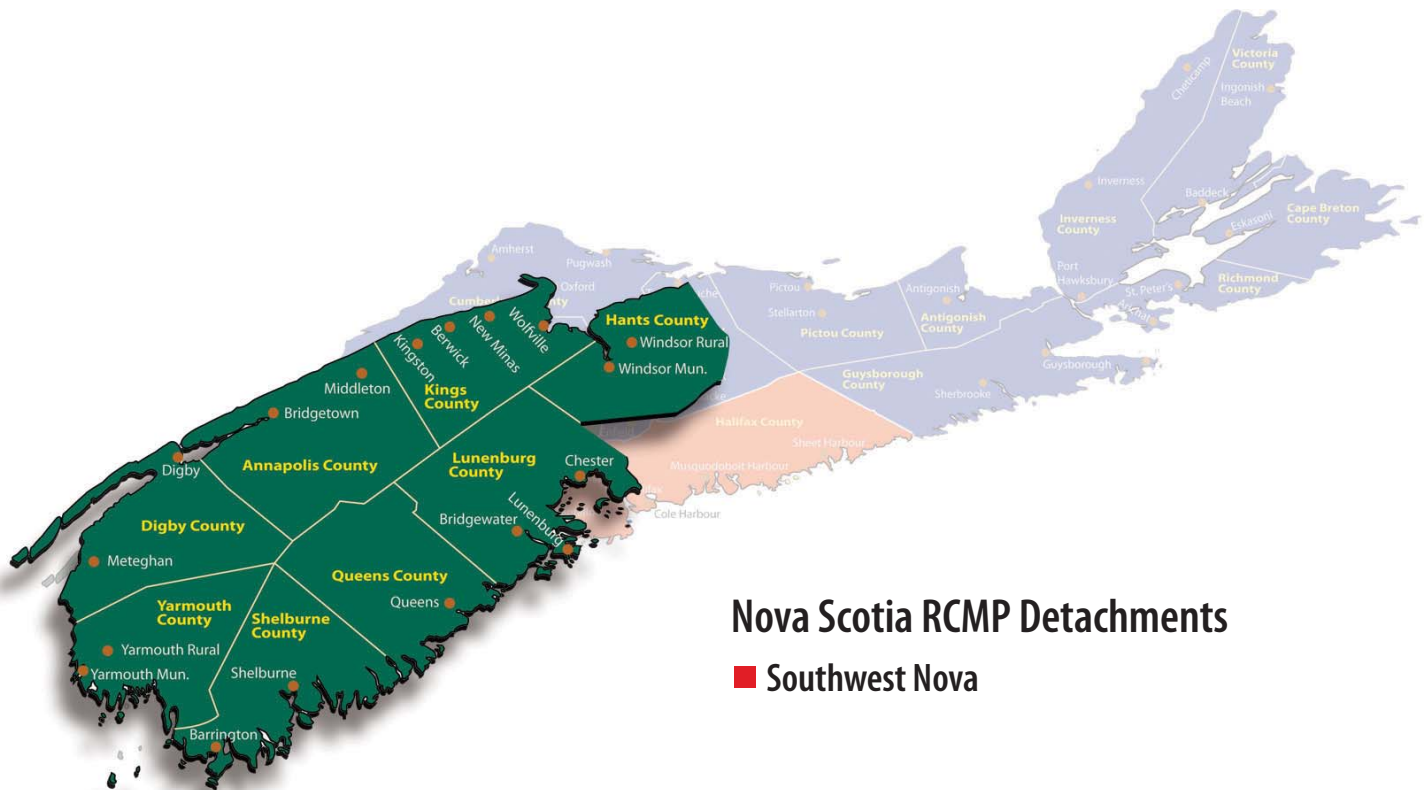 Victoria
County
Cheticamp
Ingonish
Beach
Inverness
Baddeck
Inverness
County
Cape Breton
County
Eskasoni
Port
Hawksbury
St. Peter's
Richmond
County
Arichat
Amherst
Pugwash
Oxford
Pictou
Antigonish
Stellarton
Pictou County
Antigonish
County
Guysborough
County
Guysborough
Sherbrooke
Halifax County
Sheet Harbour
Musquodoboit Harbour
Cole Harbour
Hants County
Windsor Rural
Windsor Mun.
Wolfville
New Minas
Berwick
Kingston
Kings
County
Middleton
Bridgetown
Digby
Annapolis County
Lunenburg
County
Chester
Lunenburg
Bridgewater
Digby County
Meteghan
Queens County
Queens
Yarmouth
County
Shelburne
County
Yarmouth Rural
Yarmouth Mun.
Shelburne
Barrington
Nova Scotia RCMP Detachments
Southwest Nova